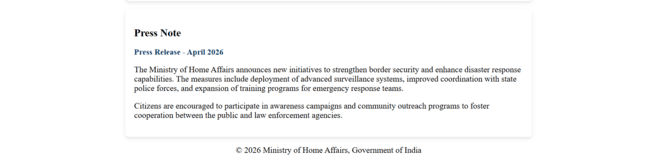 Press Note
Press Release - April 2026
The Ministry of Home Affairs announces new initiatives to strengthen border security and enhance disaster response
capabilities. The measures include deployment of advanced surveillance systems, improved coordination with state
police forces, and expansion of training programs for emergency response teams.
Citizens are encouraged to participate in awareness campaigns and community outreach programs to foster
cooperation between the public and law enforcement agencies.
© 2026 Ministry of Home Affairs, Government of India